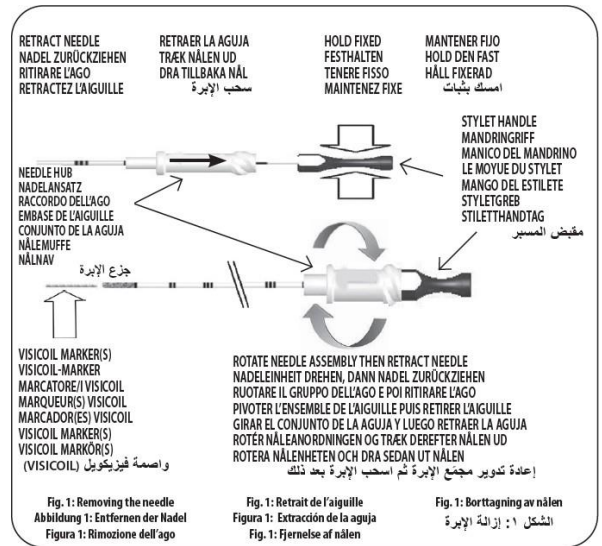 RETRACT NEEDLE
NADEL ZURÜCKZIEHEN
RITIRARE L'AGO
RETRACTEZ L'AIGUILLE
RETRAER LA AGUJA
TRÆK NÅLEN UD
DRA TILLBAKA NÅL
سحب الإبرة
HOLD FIXED
FESTHALTEN
TENERE FISSO
MAINTENEZ FIXE
MANTENER FIJO
HOLD DEN FAST
HÅLL FIXERAD
امسك بثبات
STYLET HANDLE
MANDRINGRIFF
MANICO DEL MANDRINO
LE MOYUE DU STYLET
MANGO DEL ESTILETE
STYLETGREB
STILETTHANDTAG
مقبض المسبر
NEEDLE HUB
NADELANSATZ
RACCORDO DELL'AGO
EMBASE DE L'AIGUILLE
CONJUNTO DE LA AGUJA
NÅLEMUFFE
NÅLNAV
جزع الإبرة
VISICOIL MARKER(S)
VISICOIL-MARKER
MARCATORE/I VISICOIL
MARQUEUR(S) VISICOIL
MARCADOR(ES) VISICOIL
VISICOIL MARKER(S)
VISICOIL MARKÖR(S)
واصمة فيزيكويل (VISICOIL)
ROTATE NEEDLE ASSEMBLY THEN RETRACT NEEDLE
NADELEINHEIT DREHEN, DANN NADEL ZURÜCKZIEHEN
RUOTARE IL GRUPPO DELL'AGO E POI RITIRARE L'AGO
PIVOTER L'ENSEMBLE DE L'AIGUILLE PUIS RETIRER L'AIGUILLE
GIRAR EL CONJUNTO DE LA AGUJA Y LUEGO RETRAER LA AGUJA
ROTÉR NÅLEANORDNINGEN OG TRÆK DEREFTER NÅLEN UD
ROTERA NÅLENHETEN OCH DRA SEDAN UT NÅLEN
إعادة تدوير مجمَع الإبرة ثم اسحب الإبرة بعد ذلك
Fig. 1: Removing the needle
Abbildung 1: Entfernen der Nadel
Figura 1: Rimozione dell'ago
Fig. 1: Retrait de l'aiguille
Figura 1: Extracción de la aguja
Fig. 1: Fjernelse af nålen
Fig. 1: Borttagning av nålen
الشكل ١: إزالة الإبرة